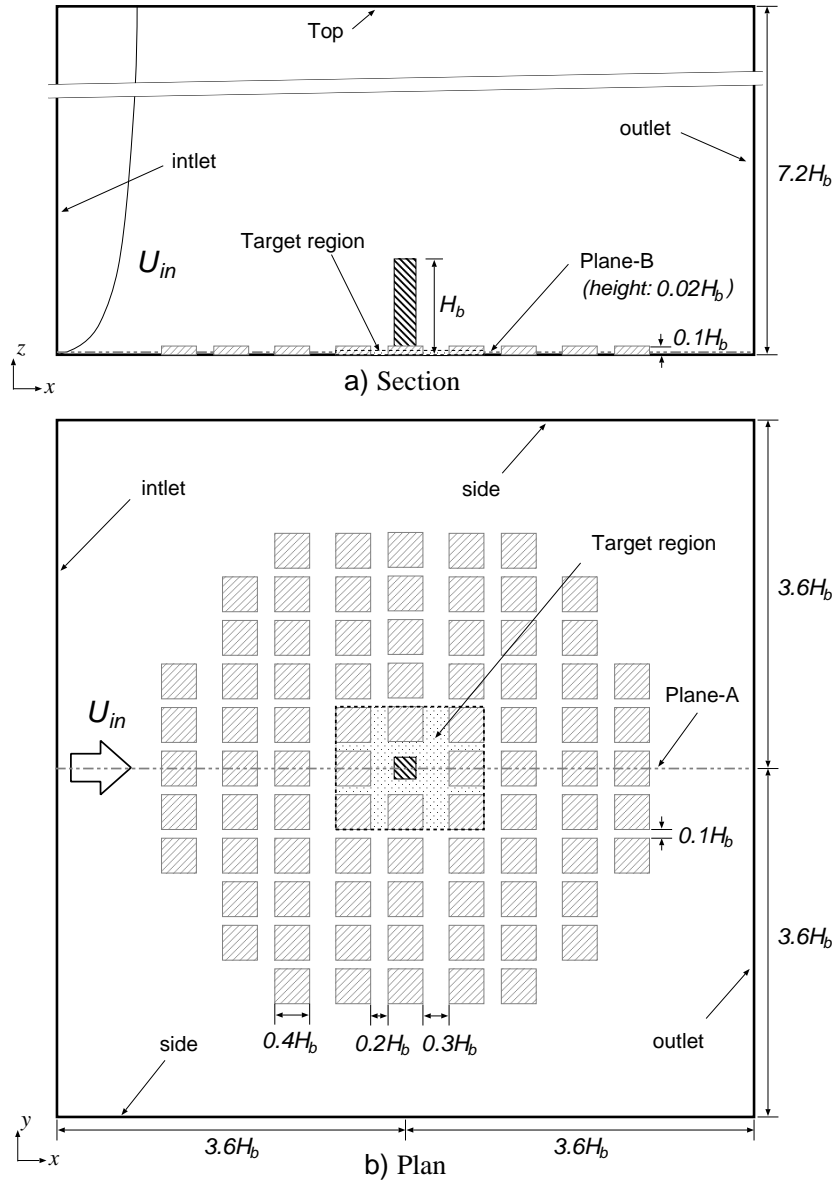 Top
outlet
intlet
7.2H_b
Target region
U_in
Plane-B
(height: 0.02H_b)
H_b
0.1H_b
z
x
a) Section
intlet
side
Target region
3.6H_b
Plane-A
U_in
0.1H_b
3.6H_b
0.4H_b
0.2H_b
0.3H_b
side
outlet
y
x
3.6H_b
3.6H_b
b) Plan